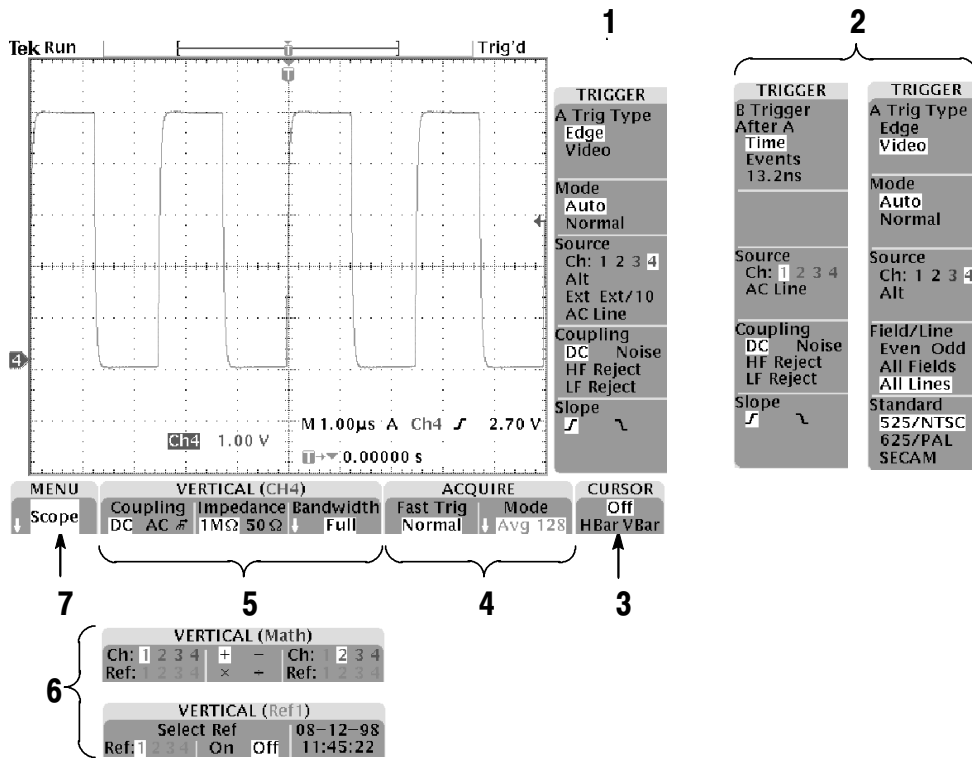 1
2
Tek Run
Trig'd
T
T
4
Ch4 1.00 V
M 1.00µs A Ch4 2.70 V
T 0.00000 s
TRIGGER
A Trig Type
Edge
Video
Mode
Auto
Normal
Source
Ch: 1 2 3 4
Alt
Ext Ext/10
AC Line
Coupling
DC Noise
HF Reject
LF Reject
Slope
TRIGGER
B Trigger
After A
Time
Events
13.2ns
Source
Ch: 1 2 3 4
AC Line
Coupling
DC Noise
HF Reject
LF Reject
Slope
TRIGGER
A Trig Type
Edge
Video
Mode
Auto
Normal
Source
Ch: 1 2 3 4
Alt
Field/Line
Even Odd
All Fields
All Lines
Standard
525/NTSC
625/PAL
SECAM
MENU
Scope
VERTICAL (CH4)
Coupling Impedance Bandwidth
DC AC 1MΩ 50 Ω Full
ACQUIRE
Fast Trig Mode
Normal Avg 128
CURSOR
Off
HBar VBar
7
5
4
3
6
VERTICAL (Math)
Ch: 1 2 3 4 + − Ch: 1 2 3 4
Ref: 1 2 3 4 × ÷ Ref: 1 2 3 4
VERTICAL (Ref1)
Select Ref 08−12−98
Ref: 1 2 3 4 On Off 11:45:22